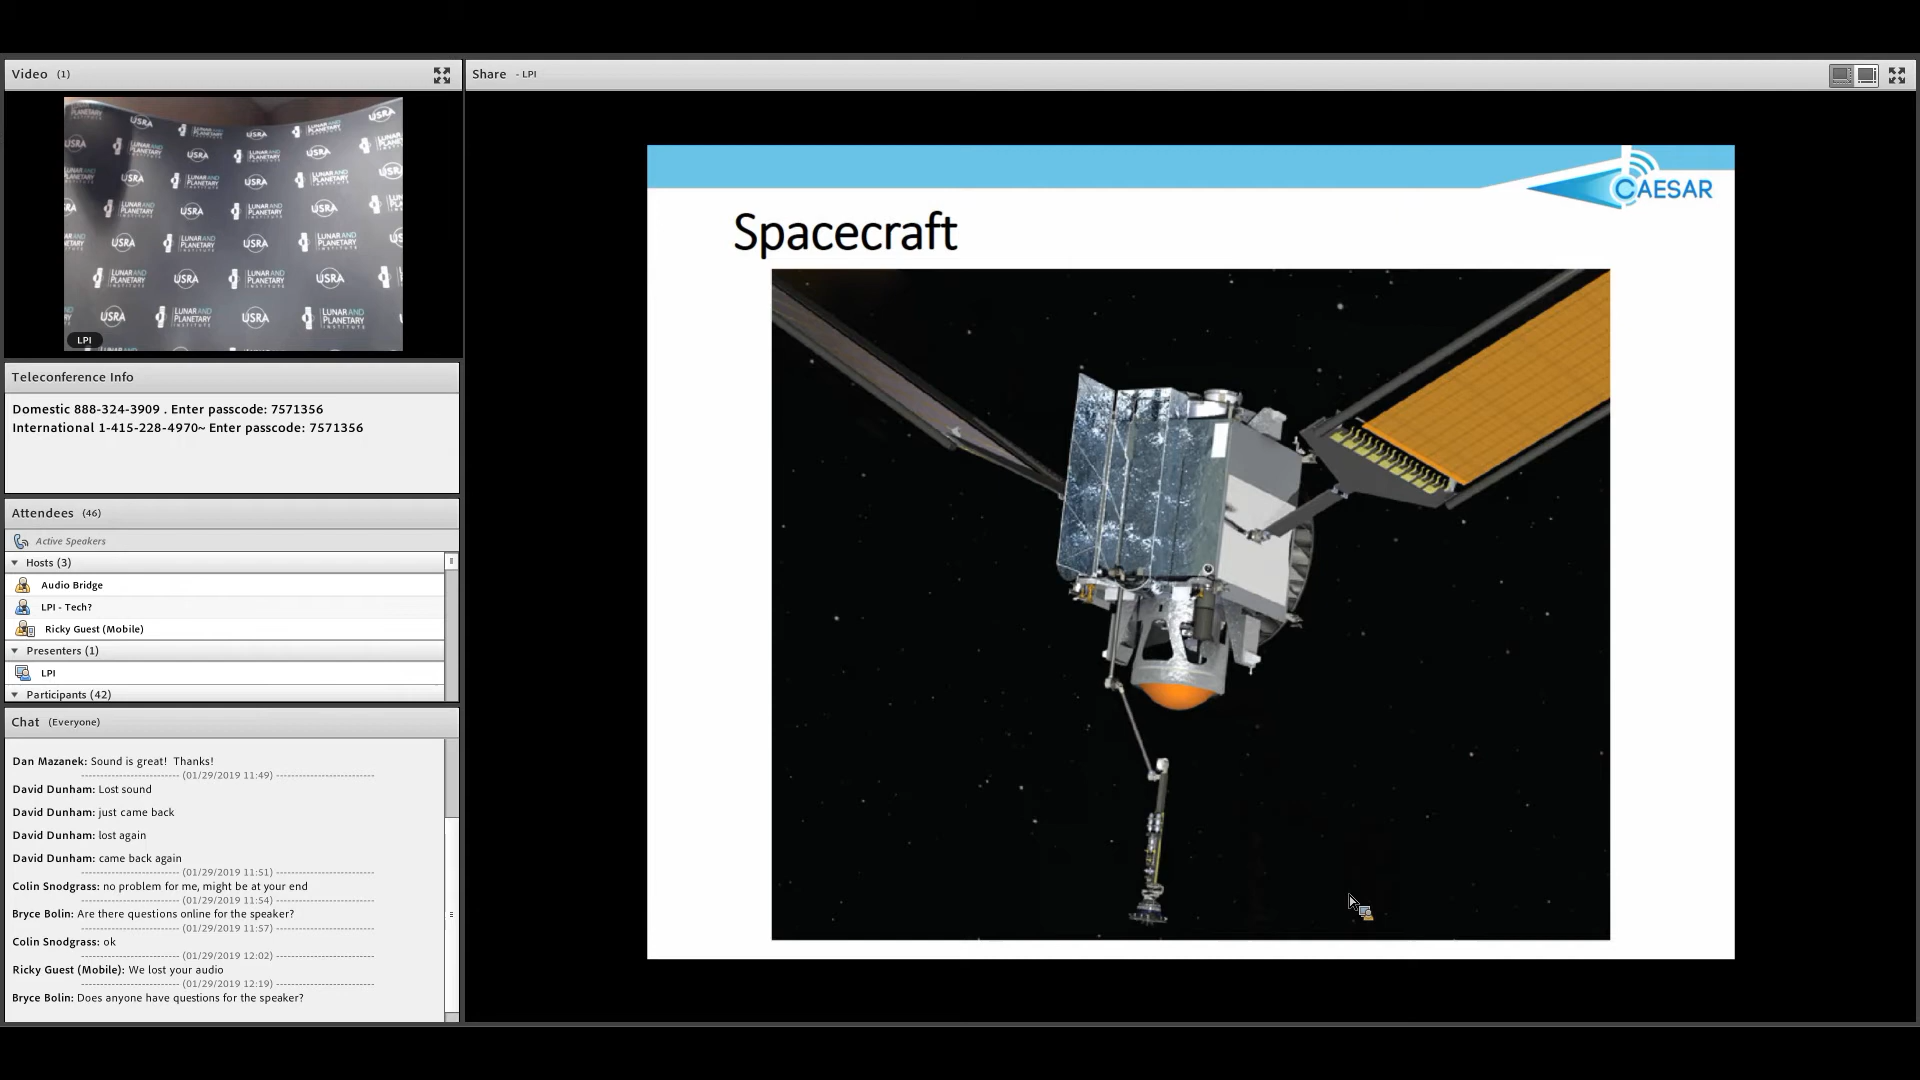 Video (1)
USRA
LUNAR AND
PLANETARY
INSTITUTE
LPI
Teleconference Info
Domestic 888-324-3909 . Enter passcode: 7571356
International 1-415-228-4970~ Enter passcode: 7571356
Attendees (46)
Active Speakers
Hosts (3)
Audio Bridge
LPI - Tech?
Ricky Guest (Mobile)
Presenters (1)
LPI
Participants (42)
Chat (Everyone)
Dan Mazanek: Sound is great!  Thanks!
------------------------- (01/29/2019 11:49) -------------------------
David Dunham: Lost sound
David Dunham: just came back
David Dunham: lost again
David Dunham: came back again
------------------------- (01/29/2019 11:51) -------------------------
Colin Snodgrass: no problem for me, might be at your end
------------------------- (01/29/2019 11:54) -------------------------
Bryce Bolin: Are there questions online for the speaker?
------------------------- (01/29/2019 11:57) -------------------------
Colin Snodgrass: ok
------------------------- (01/29/2019 12:02) -------------------------
Ricky Guest (Mobile): We lost your audio
------------------------- (01/29/2019 12:19) -------------------------
Bryce Bolin: Does anyone have questions for the speaker?
Share - LPI
CAESAR
Spacecraft